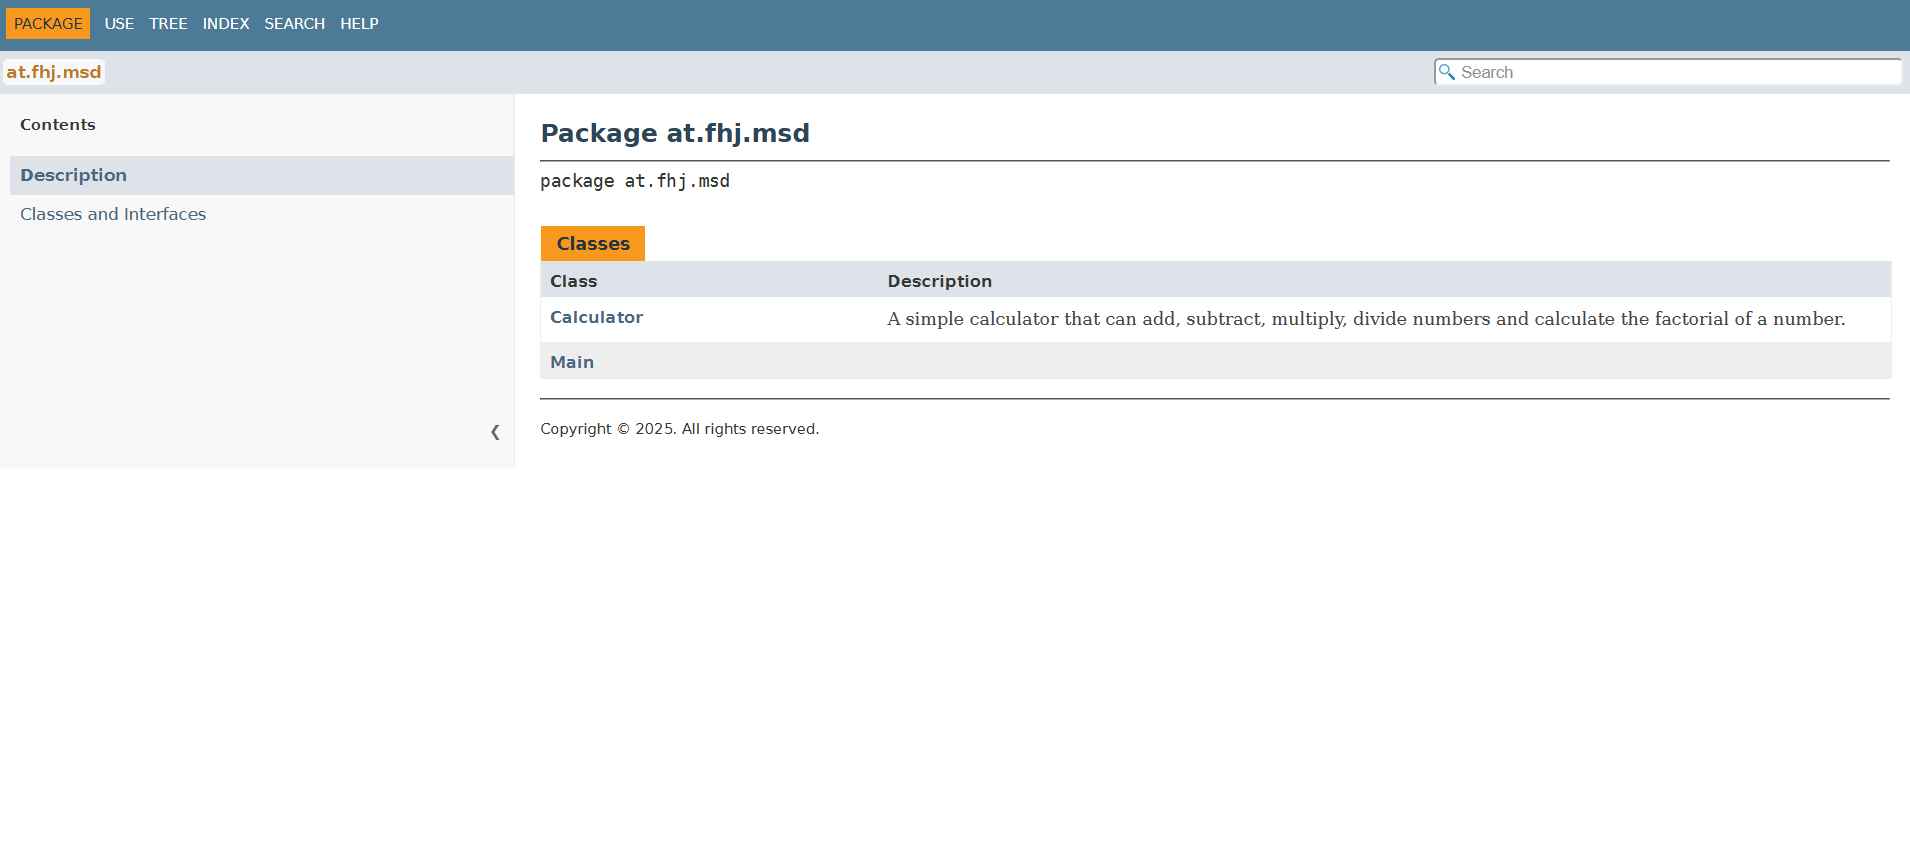 PACKAGE USE TREE INDEX SEARCH HELP
at.fhj.msd
Search
Contents
Description
Classes and Interfaces
Package at.fhj.msd
package at.fhj.msd
Classes
Class Description
Calculator A simple calculator that can add, subtract, multiply, divide numbers and calculate the factorial of a number.
Main
Copyright © 2025. All rights reserved.